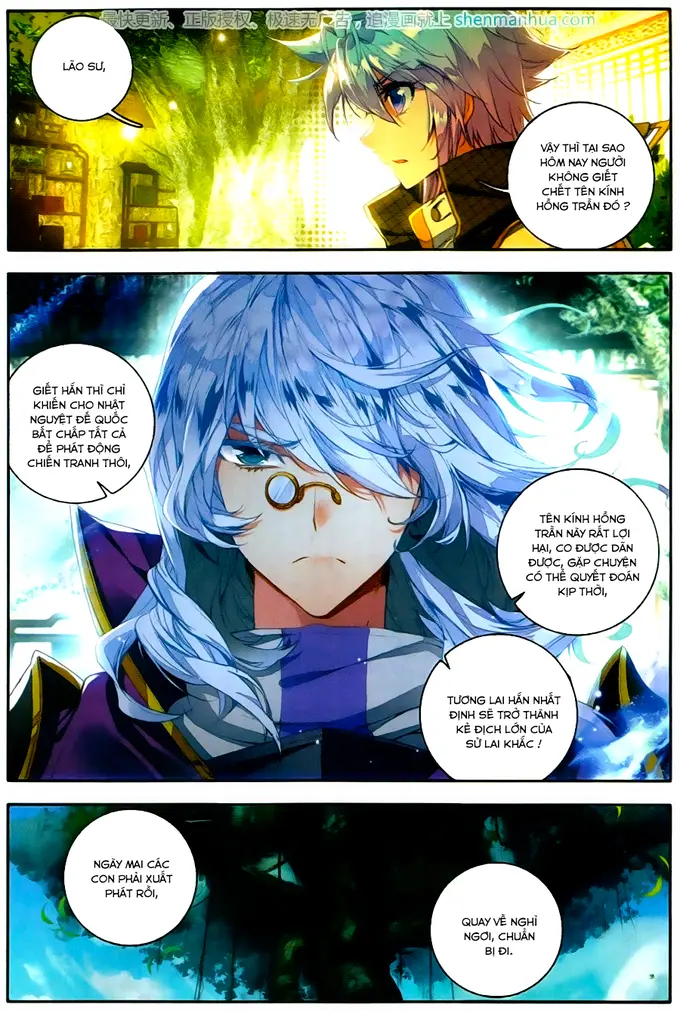 最快更新、正版授权、极速无广告，追漫画就上 shenmanhua.com
LÃO SƯ,
VẬY THÌ TẠI SAO
HÔM NAY NGƯỜI
KHÔNG GIẾT
CHẾT TÊN KÍNH
HỒNG TRẦN ĐÓ ?
GIẾT HẮN THÌ CHỈ
KHIẾN CHO NHẬT
NGUYỆT ĐẾ QUỐC
BẤT CHẤP TẤT CẢ
ĐỂ PHÁT ĐỘNG
CHIẾN TRANH THÔI,
TÊN KÍNH HỒNG
TRẦN NÀY RẤT LỢI
HẠI, CO ĐƯỢC DÃN
ĐƯỢC, GẶP CHUYỆN
CÓ THỂ QUYẾT ĐOÁN
KỊP THỜI,
TƯƠNG LAI HẮN NHẤT
ĐỊNH SẼ TRỞ THÀNH
KẺ ĐỊCH LỚN CỦA
SỬ LAI KHẮC !
NGÀY MAI CÁC
CON PHẢI XUẤT
PHÁT RỒI,
QUAY VỀ NGHỈ
NGƠI, CHUẨN
BỊ ĐI.